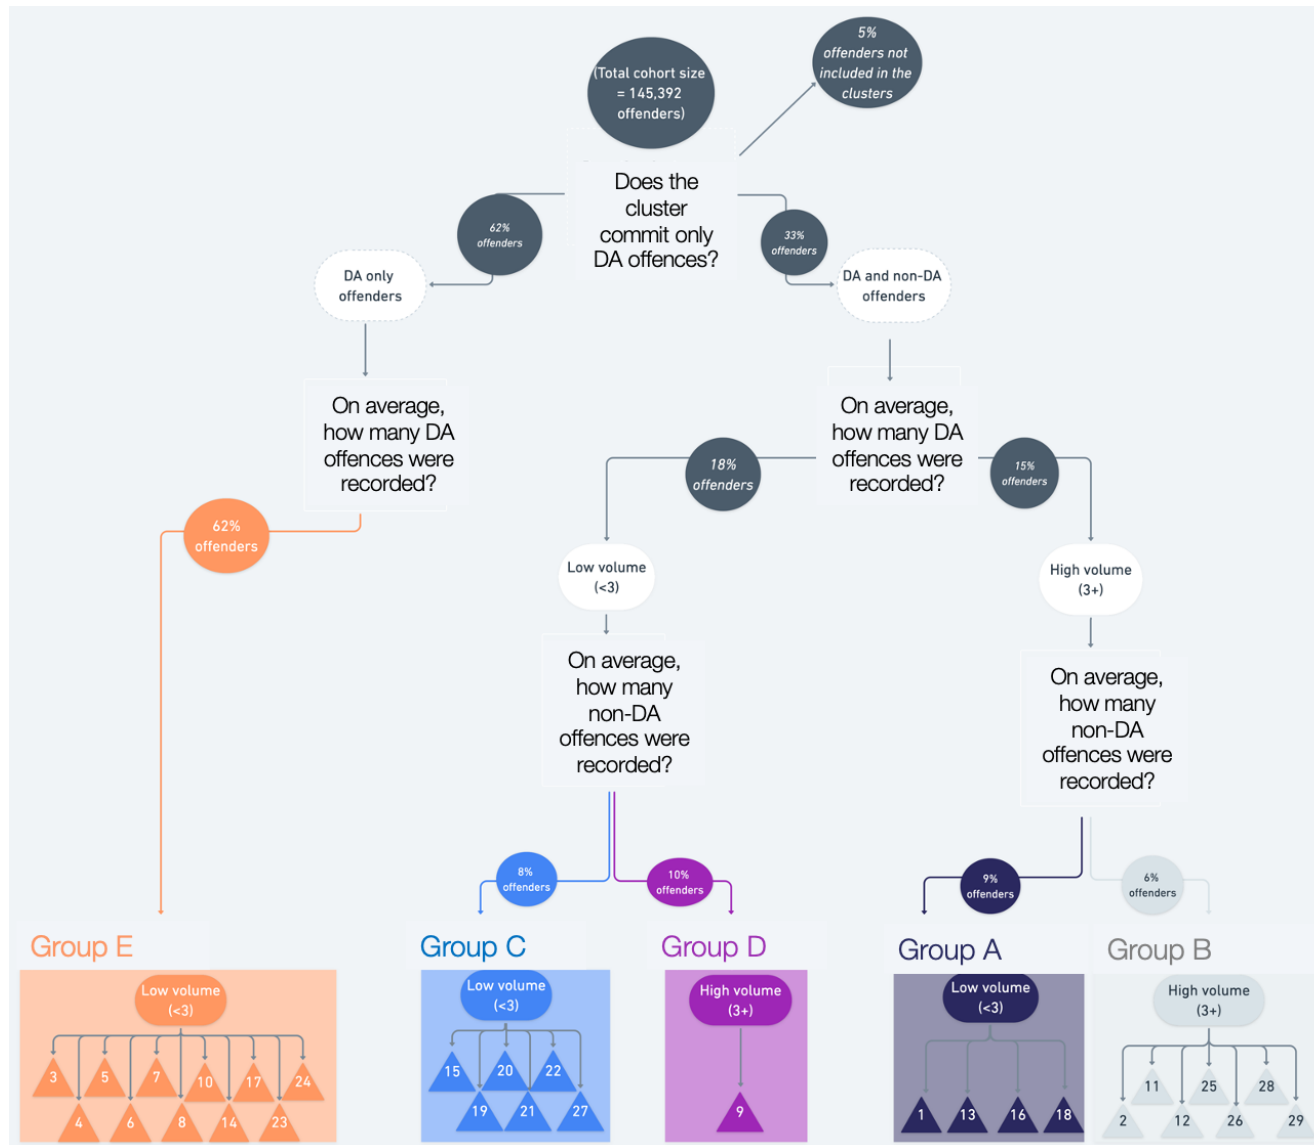 (Total cohort size
= 145,392
offenders)
5%
offenders not
included in the
clusters
Does the
cluster
commit only
DA offences?
62%
offenders
33%
offenders
DA only
offenders
DA and non-DA
offenders
On average,
how many DA
offences were
recorded?
On average,
how many DA
offences were
recorded?
62%
offenders
18%
offenders
15%
offenders
Low volume
(<3)
High volume
(3+)
On average,
how many
non-DA
offences were
recorded?
On average,
how many
non-DA
offences were
recorded?
8%
offenders
10%
offenders
9%
offenders
6%
offenders
Group E
Low volume
(<3)
3
5
7
10
17
24
4
6
8
14
23
Group C
Low volume
(<3)
15
20
22
19
21
27
Group D
High volume
(3+)
9
Group A
Low volume
(<3)
1
13
16
18
Group B
High volume
(3+)
11
25
28
2
12
26
29